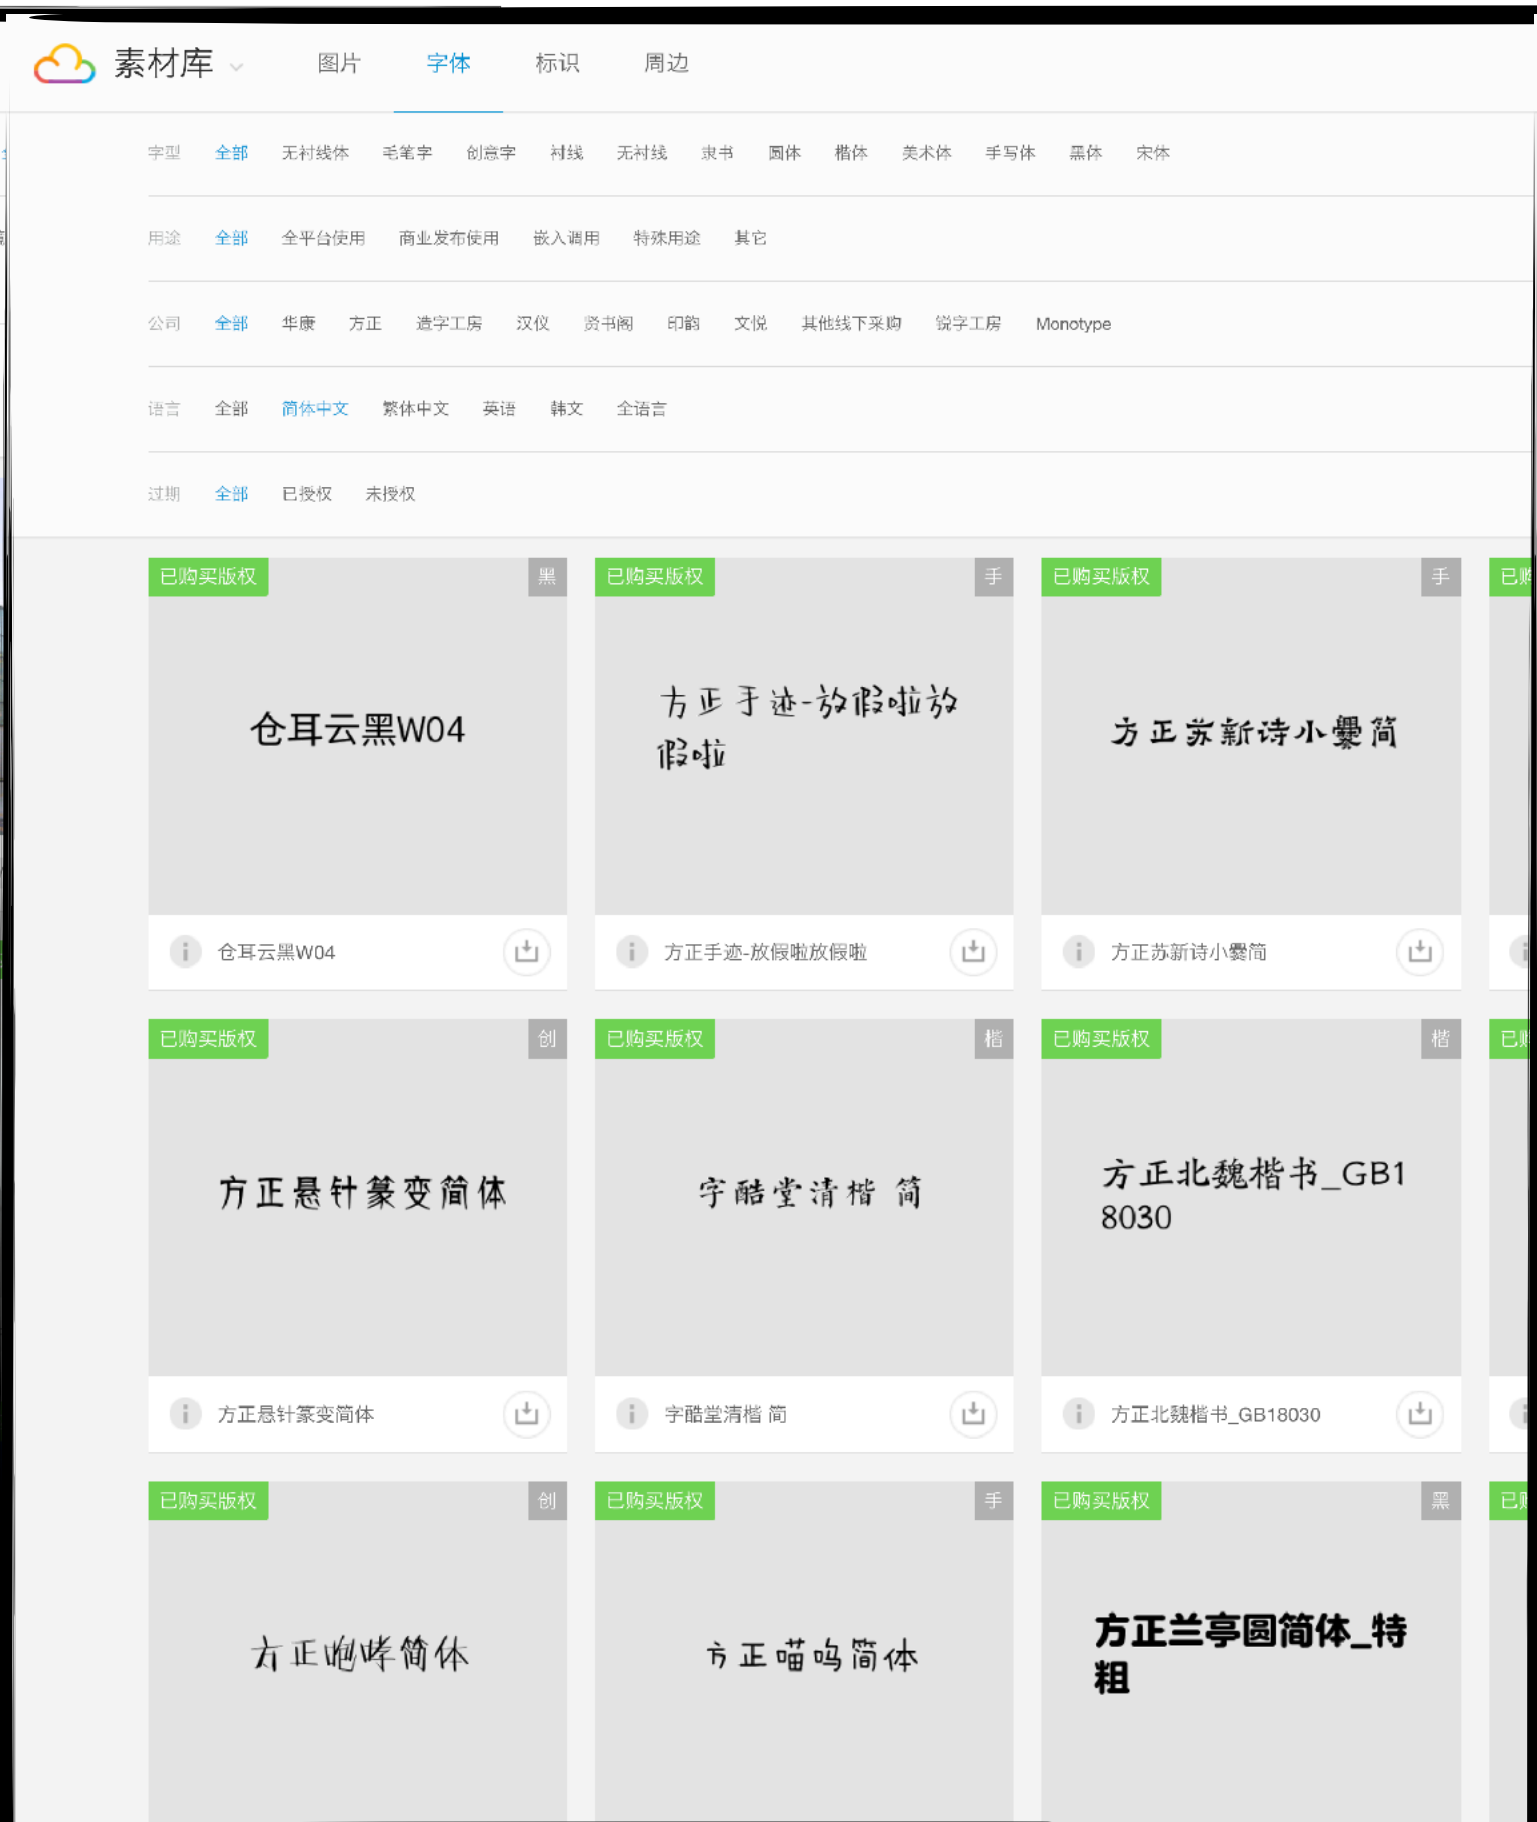 素材库 图片 字体 标识 周边
字型 全部 无衬线体 毛笔字 创意字 衬线 无衬线 隶书 圆体 楷体 美术体 手写体 黑体 宋体
用途 全部 全平台使用 商业发布使用 嵌入调用 特殊用途 其它
公司 全部 华康 方正 造字工房 汉仪 贤书阁 印韵 文悦 其他线下采购 锐字工房 Monotype
语言 全部 简体中文 繁体中文 英语 韩文 全语言
过期 全部 已授权 未授权
已购买版权 黑 已购买版权 手 已购买版权 手 已
仓耳云黑W04
方正手迹-放假啦放
假啦
方正苏新诗小爨简
仓耳云黑W04 方正手迹-放假啦放假啦 方正苏新诗小爨简
已购买版权 创 已购买版权 楷 已购买版权 楷 已
方正悬针篆变简体
字酷堂清楷 简
方正北魏楷书_GB1
8030
方正悬针篆变简体 字酷堂清楷 简 方正北魏楷书_GB18030
已购买版权 创 已购买版权 手 已购买版权 黑 已
方正咆哮简体
方正喵呜简体
方正兰亭圆简体_特
粗